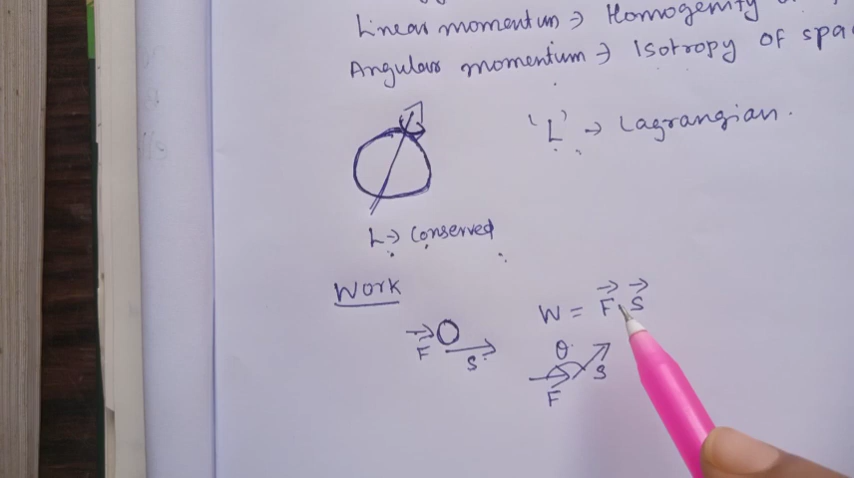 Linear momentum ⇒ Homogenity
Angular momentum → Isotropy of spa
'L' → Lagrangian.
L → Conserved
Work
W = F⃗ . S⃗
F S
θ
F S